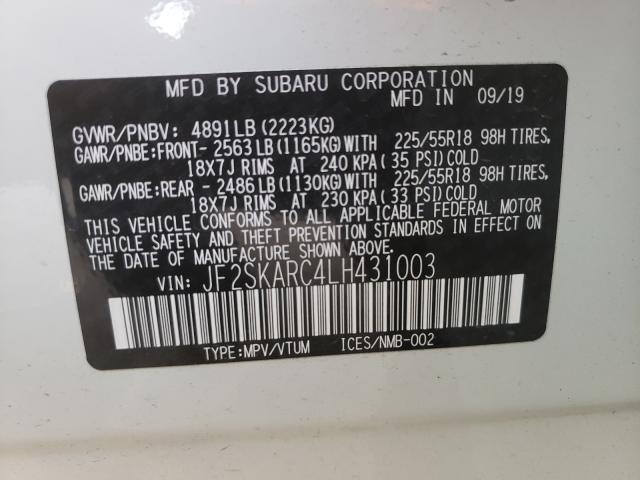 MFD BY SUBARU CORPORATION
MFD IN 09/19
GVWR/PNBV: 4891LB(2223KG)
GAWR/PNBE:FRONT- 2563LB(1165KG)WITH 225/55R18 98H TIRES,
18X7J RIMS AT 240 KPA(35 PSI)COLD
GAWR/PNBE:REAR - 2486LB(1130KG)WITH 225/55R18 98H TIRES,
18X7J RIMS AT 230 KPA(33 PSI)COLD
THIS VEHICLE CONFORMS TO ALL APPLICABLE FEDERAL MOTOR
VEHICLE SAFETY AND THEFT PREVENTION STANDARDS IN EFFECT ON
THE DATE OF MANUFACTURE SHOWN ABOVE.
VIN: JF2SKARC4LH431003
TYPE:MPV/VTUM ICES/NMB-002